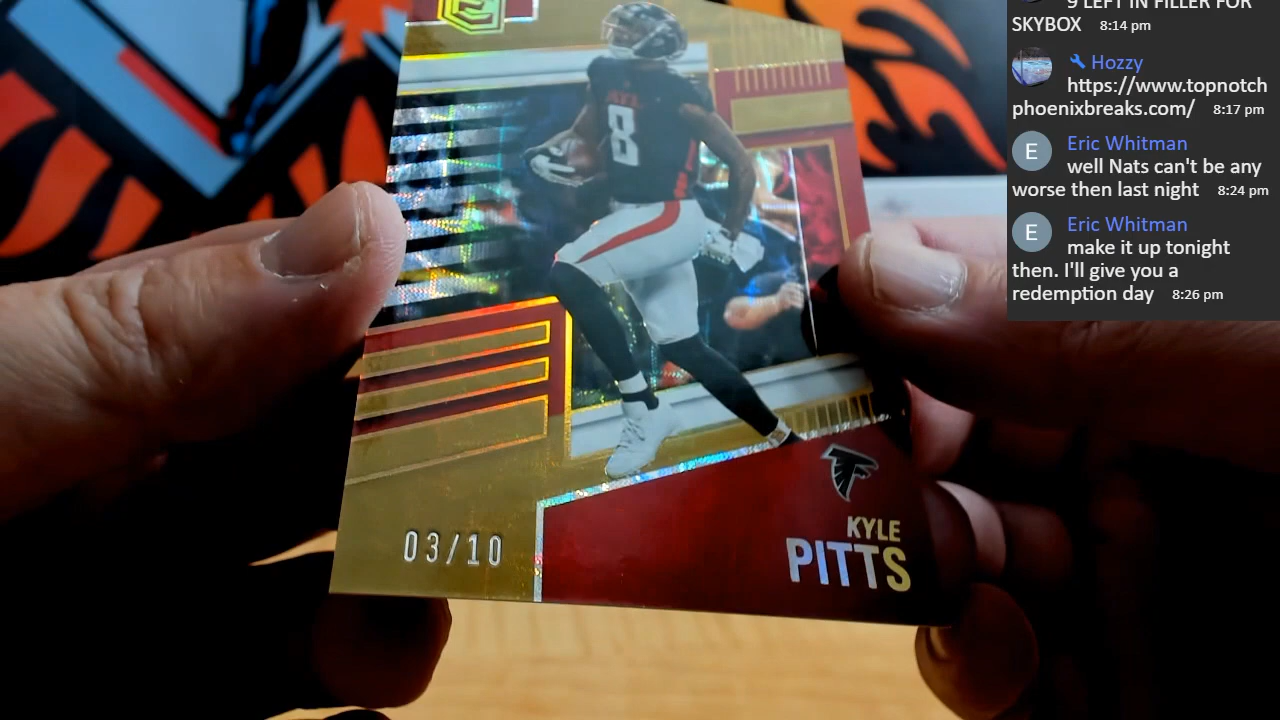 ATL
8
03/10
KYLE
PITTS
9 LEFT IN FILLER FOR
SKYBOX 8:14 pm
Hozzy
https://www.topnotch
phoenixbreaks.com/ 8:17 pm
E Eric Whitman
well Nats can't be any
worse then last night 8:24 pm
E Eric Whitman
make it up tonight
then. I'll give you a
redemption day 8:26 pm